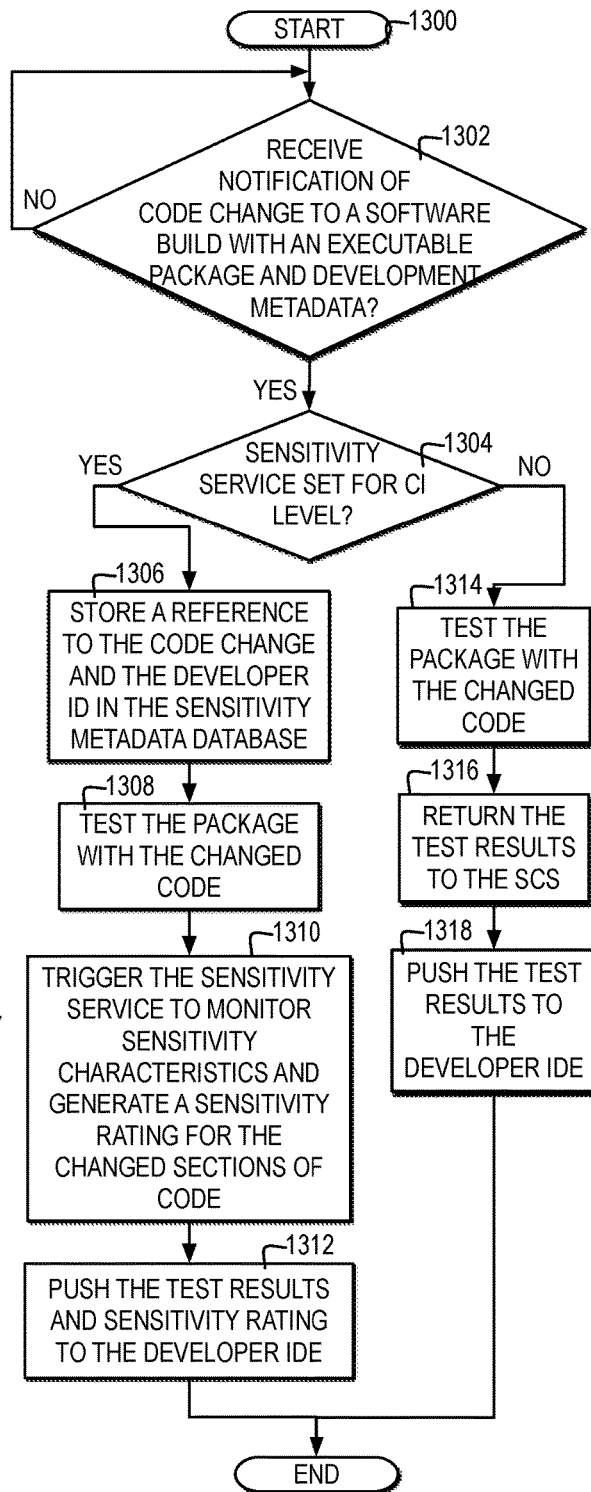 START
1300
1302
RECEIVE
NOTIFICATION OF
CODE CHANGE TO A SOFTWARE
BUILD WITH AN EXECUTABLE
PACKAGE AND DEVELOPMENT
METADATA?
NO
YES
1304
SENSITIVITY
SERVICE SET FOR CI
LEVEL?
YES
NO
1306
STORE A REFERENCE
TO THE CODE CHANGE
AND THE DEVELOPER
ID IN THE SENSITIVITY
METADATA DATABASE
1308
TEST THE PACKAGE
WITH THE CHANGED
CODE
1310
TRIGGER THE SENSITIVITY
SERVICE TO MONITOR
SENSITIVITY
CHARACTERISTICS AND
GENERATE A SENSITIVITY
RATING FOR THE
CHANGED SECTIONS OF
CODE
1312
PUSH THE TEST RESULTS
AND SENSITIVITY RATING
TO THE DEVELOPER IDE
1314
TEST THE
PACKAGE WITH
THE CHANGED
CODE
1316
RETURN THE
TEST RESULTS
TO THE SCS
1318
PUSH THE TEST
RESULTS TO
THE
DEVELOPER IDE
END